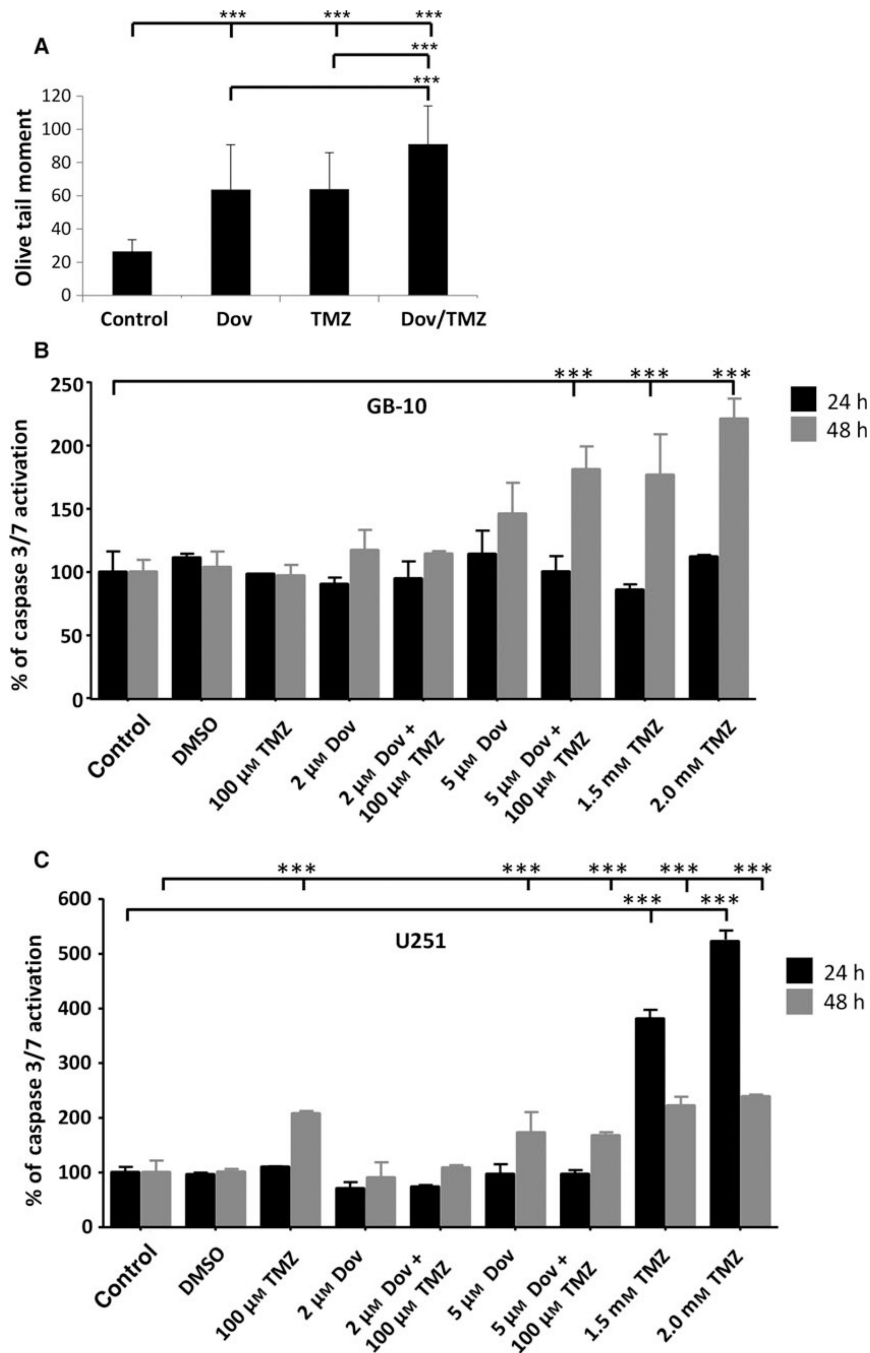 *** *** ***
A
***
***
120
100
80
60
40
20
0
Olive tail moment
Control Dov TMZ Dov/TMZ
B
*** *** ***
250
200
150
100
50
0
% of caspase 3/7 activation
GB-10
24 h
48 h
Control
DMSO
100 µM TMZ
2 µM Dov
2 µM Dov +
100 µM TMZ
5 µM Dov
5 µM Dov +
100 µM TMZ
1.5 mM TMZ
2.0 mM TMZ
C
*** *** *** *** ***
*** ***
600
500
400
300
200
100
0
% of caspase 3/7 activation
U251
24 h
48 h
Control
DMSO
100 µM TMZ
2 µM Dov
2 µM Dov +
100 µM TMZ
5 µM Dov
5 µM Dov +
100 µM TMZ
1.5 mM TMZ
2.0 mM TMZ